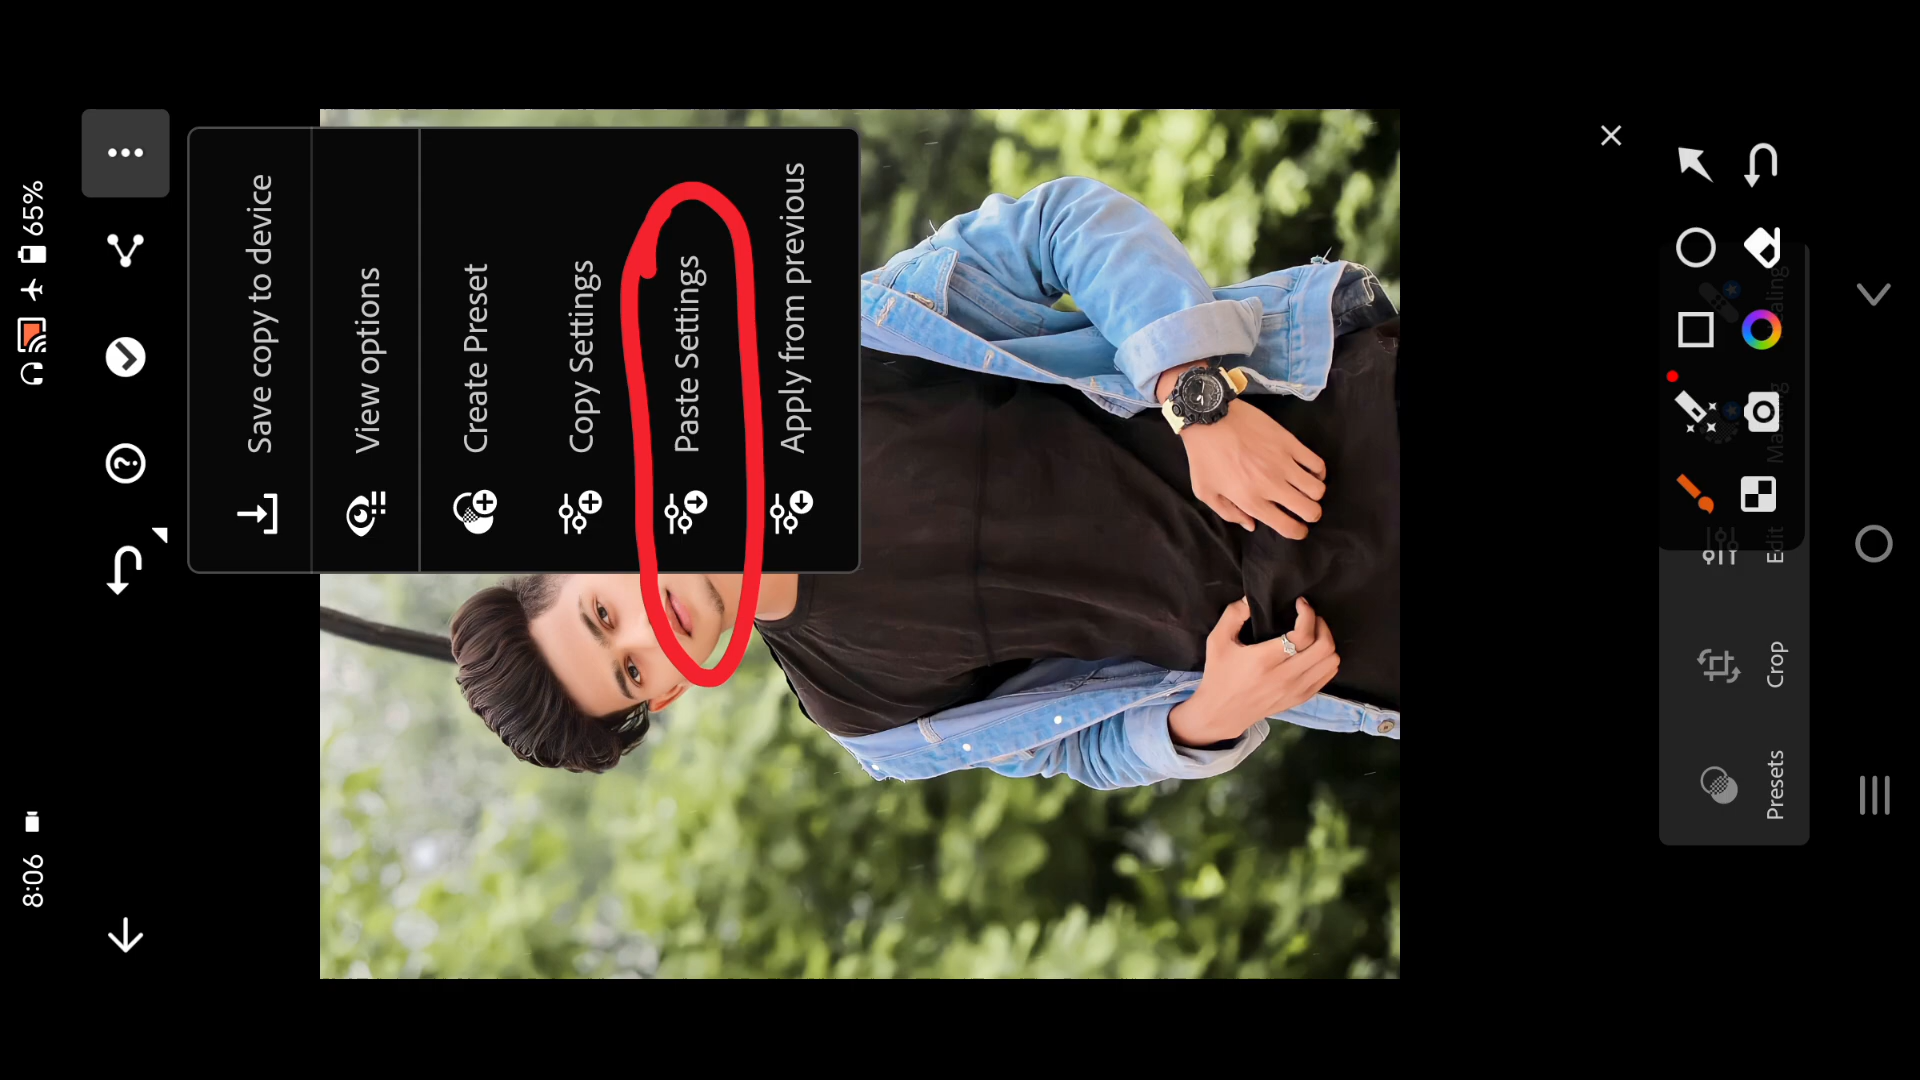 8:06
65%
Save copy to device
View options
Create Preset
Copy Settings
Paste Settings
Apply from previous
Presets
Crop
Edit